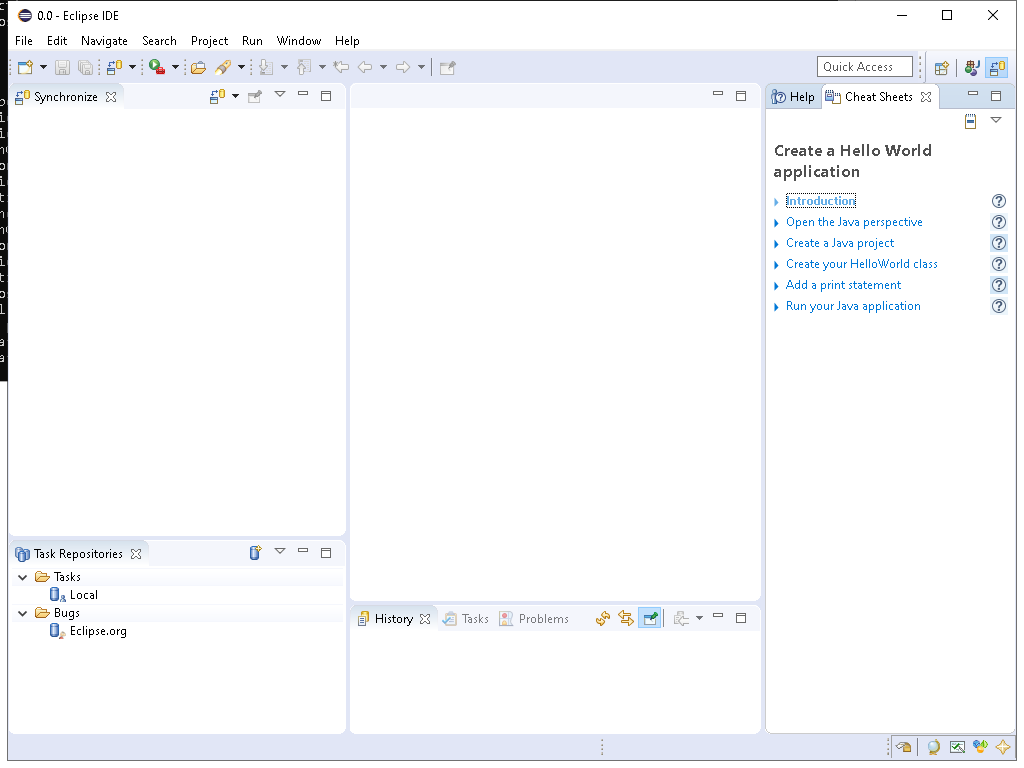 0.0 - Eclipse IDE
File Edit Navigate Search Project Run Window Help
Quick Access
Synchronize
Help Cheat Sheets
Create a Hello World
application
Introduction
Open the Java perspective
Create a Java project
Create your HelloWorld class
Add a print statement
Run your Java application
Task Repositories
Tasks
Local
Bugs
Eclipse.org
History Tasks Problems